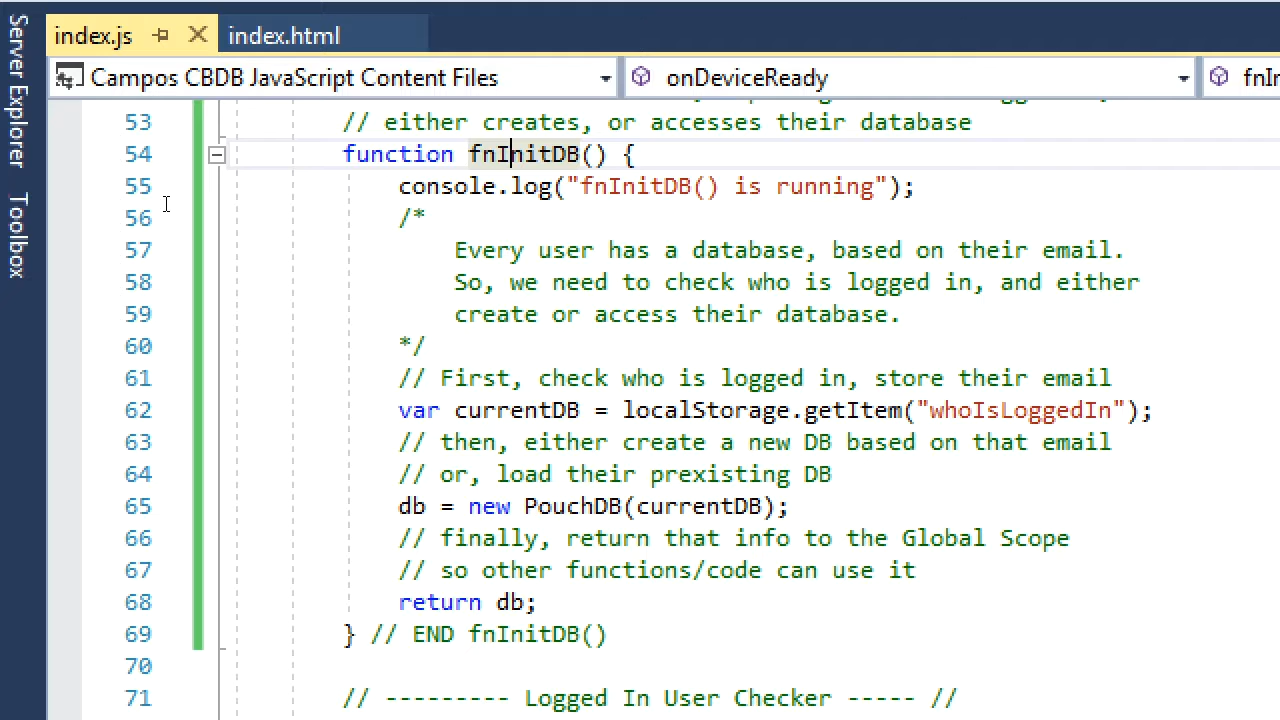 Server Explorer
Toolbox
index.js
index.html
Campos CBDB JavaScript Content Files
onDeviceReady
53 // either creates, or accesses their database
54 function fnInitDB() {
55 console.log("fnInitDB() is running");
56 /*
57 Every user has a database, based on their email.
58 So, we need to check who is logged in, and either
59 create or access their database.
60 */
61 // First, check who is logged in, store their email
62 var currentDB = localStorage.getItem("whoIsLoggedIn");
63 // then, either create a new DB based on that email
64 // or, load their prexisting DB
65 db = new PouchDB(currentDB);
66 // finally, return that info to the Global Scope
67 // so other functions/code can use it
68 return db;
69 } // END fnInitDB()
70
71 // --------- Logged In User Checker ----- //